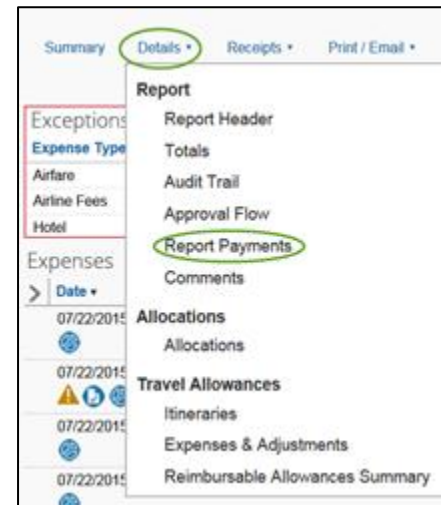 Summary Details Receipts Print / Email
Report
Exceptions Report Header
Expense Type Totals
Airfare Audit Trail
Airline Fees Approval Flow
Hotel
Report Payments
Expenses
Comments
Date
07/22/2015 Allocations
Allocations
07/22/2015 Travel Allowances
Itineraries
07/22/2015 Expenses & Adjustments
07/22/2015 Reimbursable Allowances Summary